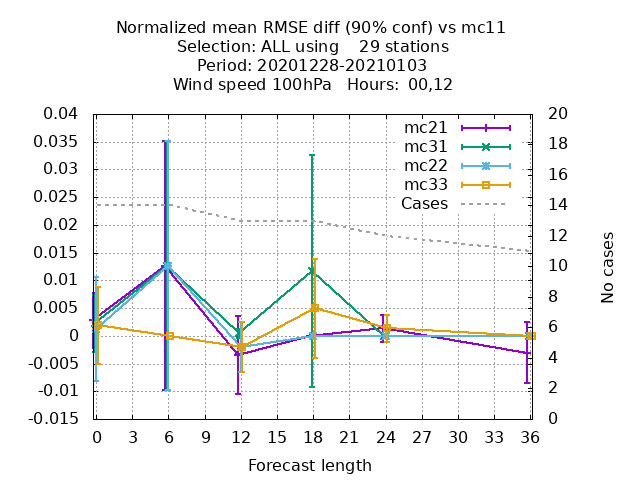 Normalized mean RMSE diff (90% conf) vs mc11
Selection: ALL using    29 stations
Period: 20201228-20210103
Wind speed 100hPa   Hours:  00,12
0.04
0.035
0.03
0.025
0.02
0.015
0.01
0.005
0
-0.005
-0.01
-0.015
mc21
mc31
mc22
mc33
Cases
20
18
16
14
12
10
8
6
4
2
0
No cases
0 3 6 9 12 15 18 21 24 27 30 33 36
Forecast length